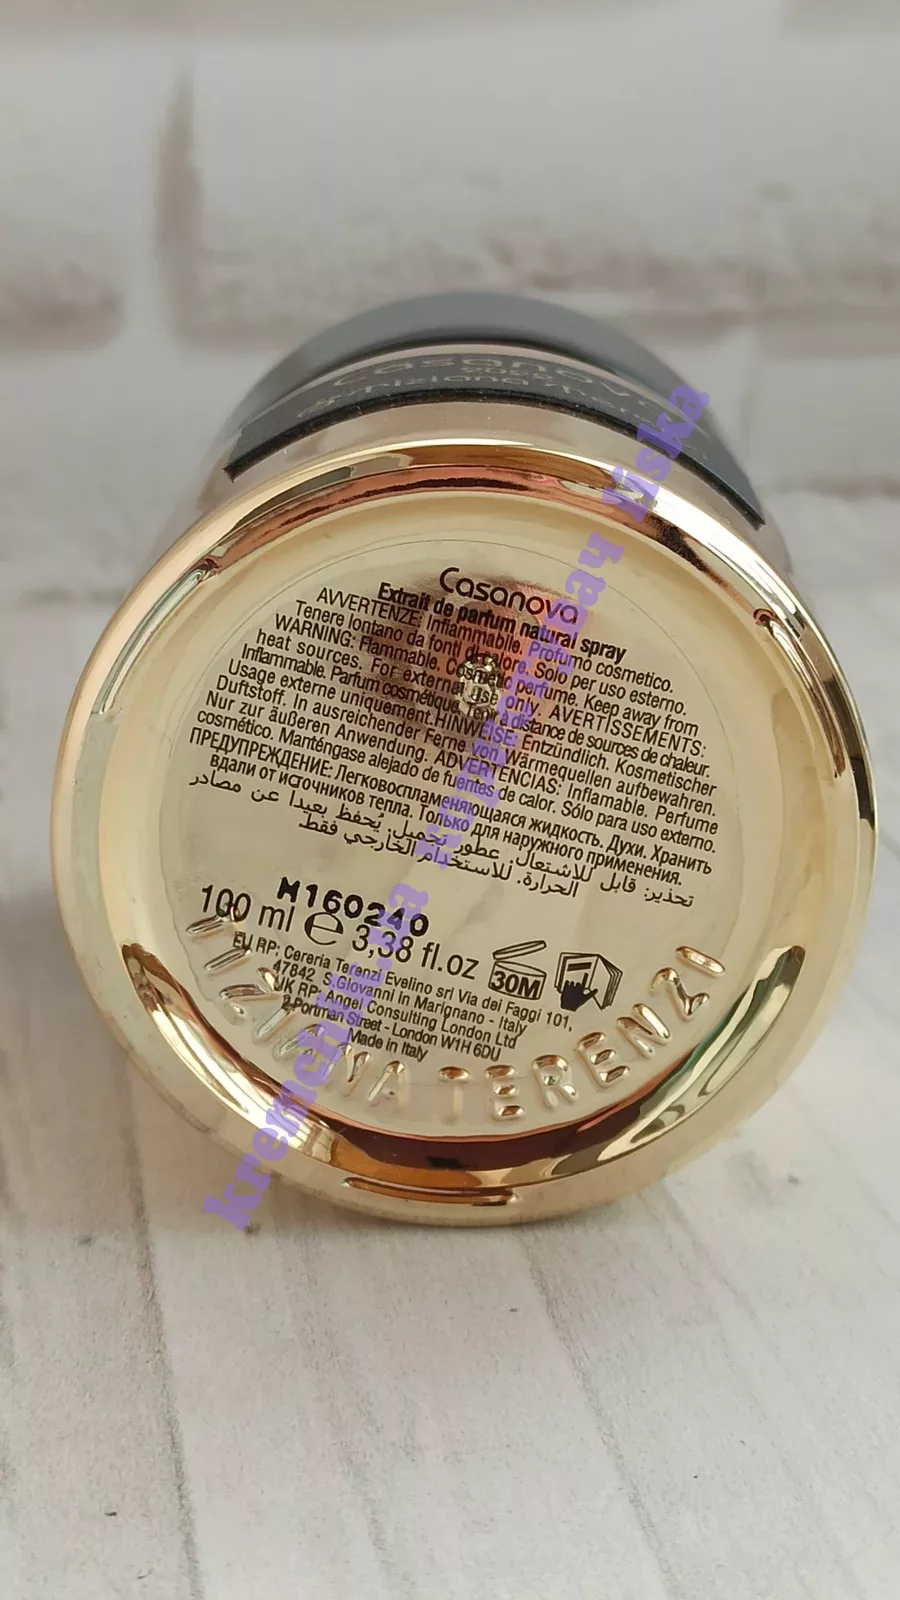 Casanova
Casanova
Extrait de parfum natural spray
AVVERTENZE: Infiammabile. Profumo cosmetico.
Tenere lontano da fonti di calore. Solo per uso esterno.
WARNING: Flammable. Cosmetic perfume. Keep away from
heat sources. For external use only. AVERTISSEMENTS:
Inflammable. Parfum cosmétique. Tenir à distance de sources de chaleur.
Usage externe uniquement. HINWEISE: Entzündlich. Kosmetischer
Duftstoff. In ausreichender Ferne von Wärmequellen aufbewahren.
Nur zur äußeren Anwendung. ADVERTENCIAS: Inflamable. Perfume
cosmético. Manténgase alejado de fuentes de calor. Sólo para uso externo.
ПРЕДУПРЕЖДЕНИЕ: Легковоспламеняющаяся жидкость. Духи. Хранить
вдали от источников тепла. Только для наружного применения.
تحذير: قابل للاشتعال. عطور تجميل. يُحفظ بعيدا عن مصادر
الحرارة. للاستخدام الخارجي فقط
M160240
100 ml e 3,38 fl.oz
30M
EU RP: Cereria Terenzi Evelino srl Via dei Faggi 101,
47842 S.Giovanni in Marignano - Italy
UK RP: Angel Consulting London Ltd
2 Portman Street - London W1H 6DU
Made in Italy
TIZIANA TERENZI